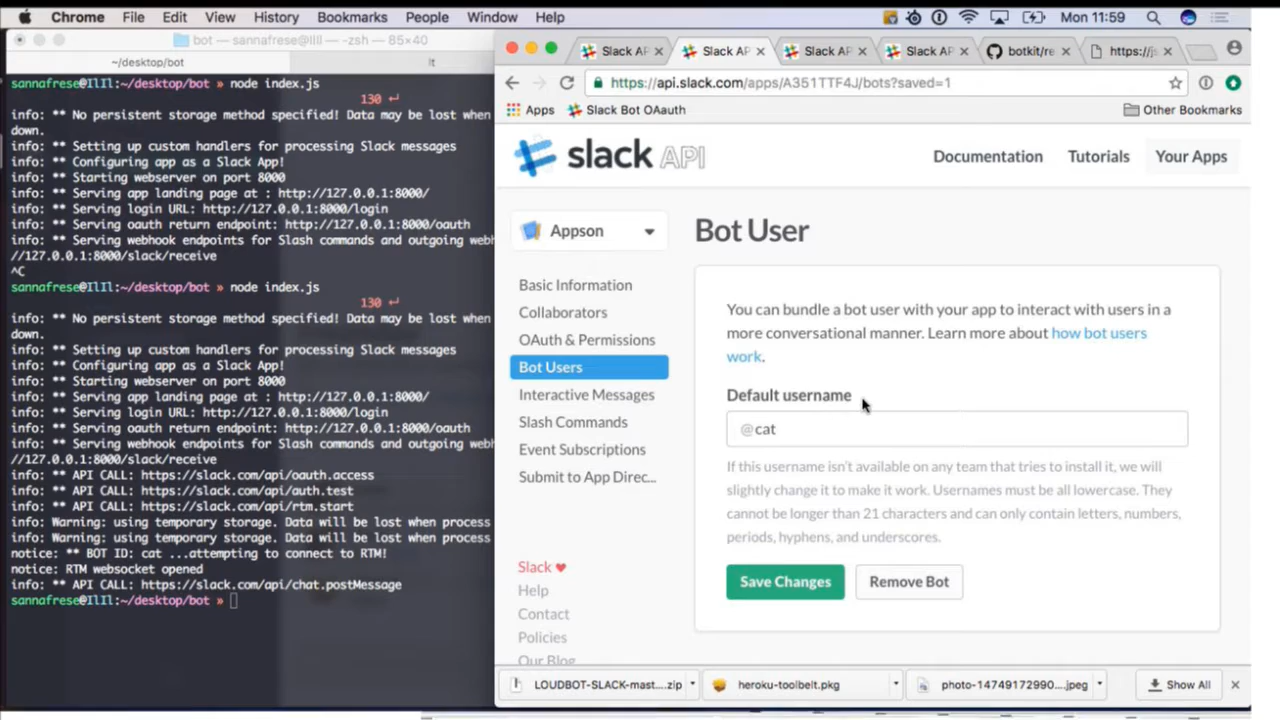 Chrome File Edit View History Bookmarks People Window Help Mon 11:59
bot — sannafrese@IlIl — -zsh — 85×40
~/desktop/bot
sannafrese@IlIl:~/desktop/bot » node index.js
130 ↵
info: ** No persistent storage method specified! Data may be lost when
down.
info: ** Setting up custom handlers for processing Slack messages
info: ** Configuring app as a Slack App!
info: ** Starting webserver on port 8000
info: ** Serving app landing page at : http://127.0.0.1:8000/
info: ** Serving login URL: http://127.0.0.1:8000/login
info: ** Serving oauth return endpoint: http://127.0.0.1:8000/oauth
info: ** Serving webhook endpoints for Slash commands and outgoing webh
//127.0.0.1:8000/slack/receive
^C
sannafrese@IlIl:~/desktop/bot » node index.js
130 ↵
info: ** No persistent storage method specified! Data may be lost when
down.
info: ** Setting up custom handlers for processing Slack messages
info: ** Configuring app as a Slack App!
info: ** Starting webserver on port 8000
info: ** Serving app landing page at : http://127.0.0.1:8000/
info: ** Serving login URL: http://127.0.0.1:8000/login
info: ** Serving oauth return endpoint: http://127.0.0.1:8000/oauth
info: ** Serving webhook endpoints for Slash commands and outgoing webh
//127.0.0.1:8000/slack/receive
info: ** API CALL: https://slack.com/api/oauth.access
info: ** API CALL: https://slack.com/api/auth.test
info: ** API CALL: https://slack.com/api/rtm.start
info: Warning: using temporary storage. Data will be lost when process
info: Warning: using temporary storage. Data will be lost when process
notice: ** BOT ID: cat ...attempting to connect to RTM!
notice: RTM websocket opened
info: ** API CALL: https://slack.com/api/chat.postMessage
sannafrese@IlIl:~/desktop/bot »
Slack AP Slack AP Slack AP Slack AP botkit/re https://js
https://api.slack.com/apps/A351TTF4J/bots?saved=1
Apps Slack Bot OAauth Other Bookmarks
slack API Documentation Tutorials Your Apps
Appson
Basic Information
Collaborators
OAuth & Permissions
Bot Users
Interactive Messages
Slash Commands
Event Subscriptions
Submit to App Direc...
Slack ♥
Help
Contact
Policies
Our Blog
Bot User
You can bundle a bot user with your app to interact with users in a
more conversational manner. Learn more about how bot users
work.
Default username
@cat
If this username isn't available on any team that tries to install it, we will
slightly change it to make it work. Usernames must be all lowercase. They
cannot be longer than 21 characters and can only contain letters, numbers,
periods, hyphens, and underscores.
Save Changes Remove Bot
LOUDBOT-SLACK-mast....zip heroku-toolbelt.pkg photo-14749172990....jpeg Show All